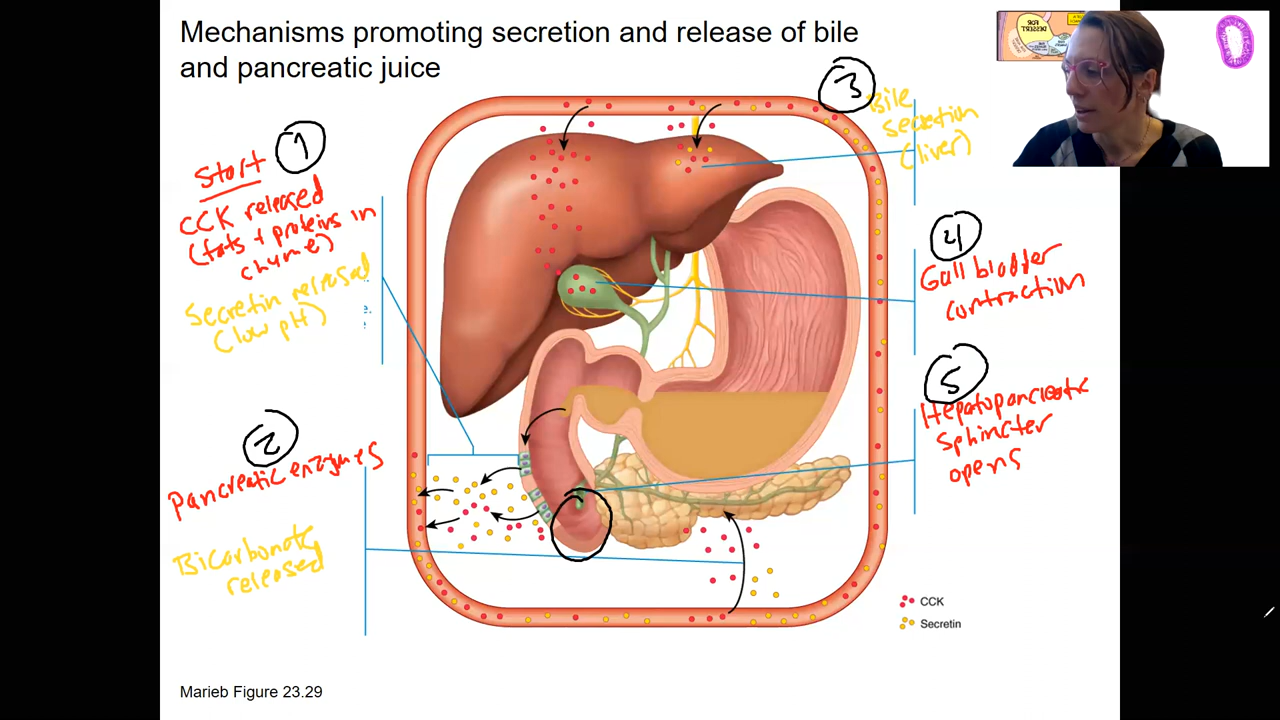 Mechanisms promoting secretion and release of bile
and pancreatic juice
1
Start
CCK released
(fats + proteins in
chyme)
Secretin released
(low pH)
2
Pancreatic enzymes
Bicarbonate
released
3
Bile
secretion
(liver)
4
Gall bladder
contraction
5
Hepatopancreatic
Sphincter
opens
CCK
Secretin
Marieb Figure 23.29
FOR
DESSERT